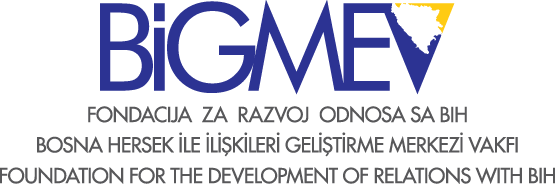 BiGMEV
FONDACIJA ZA RAZVOJ ODNOSA SA BIH
BOSNA HERSEK İLE İLİŞKİLERİ GELİŞTİRME MERKEZİ VAKFI
FOUNDATION FOR THE DEVELOPMENT OF RELATIONS WITH BIH